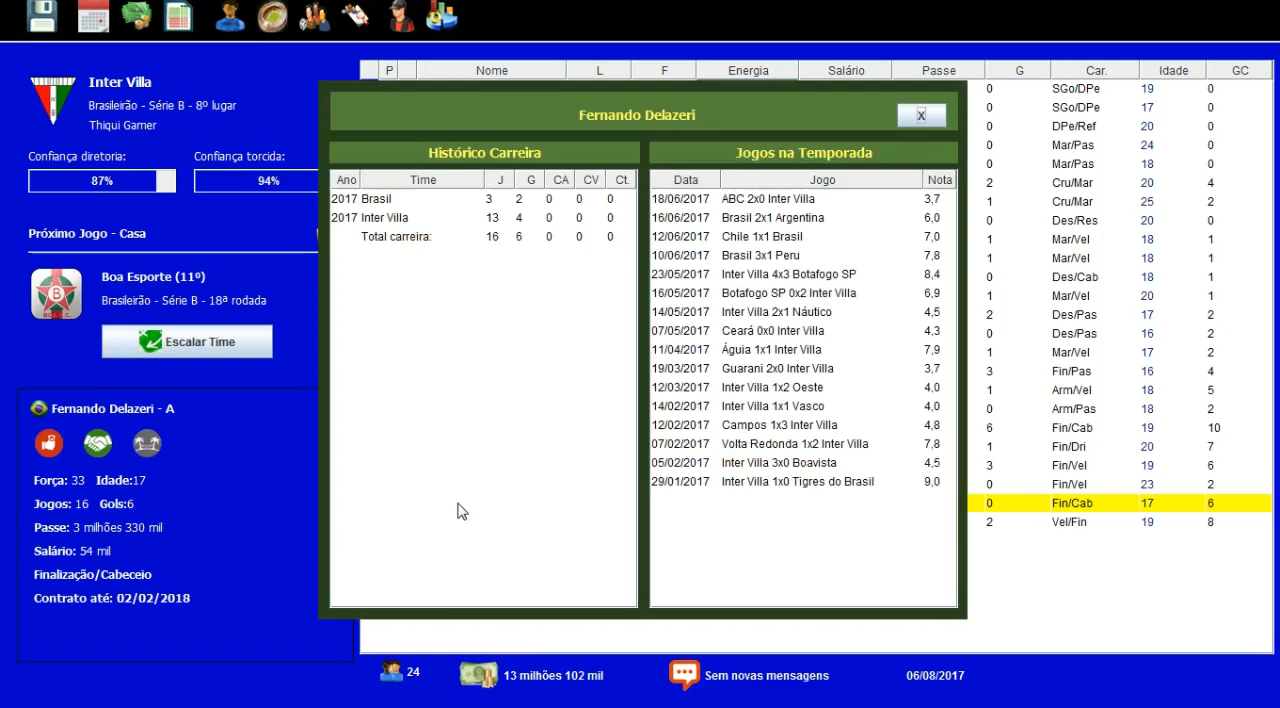 Inter Villa
Brasileirão - Série B - 8º lugar
Thiqui Gamer
Confiança diretoria: Confiança torcida:
87% 94%
Próximo Jogo - Casa
Boa Esporte (11º)
Brasileirão - Série B - 18ª rodada
Escalar Time
Fernando Delazeri - A
Força: 33 Idade:17
Jogos: 16 Gols:6
Passe: 3 milhões 330 mil
Salário: 54 mil
Finalização/Cabeceio
Contrato até: 02/02/2018
Fernando Delazeri
X
Histórico Carreira
Ano Time J G CA CV Ct.
2017 Brasil 3 2 0 0 0
2017 Inter Villa 13 4 0 0 0
Total carreira: 16 6 0 0 0
Jogos na Temporada
Data Jogo Nota
18/06/2017 ABC 2x0 Inter Villa 3,7
16/06/2017 Brasil 2x1 Argentina 6,0
12/06/2017 Chile 1x1 Brasil 7,0
10/06/2017 Brasil 3x1 Peru 7,8
23/05/2017 Inter Villa 4x3 Botafogo SP 8,4
16/05/2017 Botafogo SP 0x2 Inter Villa 6,9
14/05/2017 Inter Villa 2x1 Náutico 4,5
07/05/2017 Ceará 0x0 Inter Villa 4,3
11/04/2017 Águia 1x1 Inter Villa 7,9
19/03/2017 Guarani 2x0 Inter Villa 3,7
12/03/2017 Inter Villa 1x2 Oeste 4,0
14/02/2017 Inter Villa 1x1 Vasco 4,0
12/02/2017 Campos 1x3 Inter Villa 4,8
07/02/2017 Volta Redonda 1x2 Inter Villa 7,8
05/02/2017 Inter Villa 3x0 Boavista 4,5
29/01/2017 Inter Villa 1x0 Tigres do Brasil 9,0
P Nome L F Energia Salário Passe G Car. Idade GC
0 SGo/DPe 19 0
0 SGo/DPe 17 0
0 DPe/Ref 20 0
0 Mar/Pas 24 0
0 Mar/Pas 18 0
2 Cru/Mar 20 4
1 Cru/Mar 25 2
0 Des/Res 20 0
1 Mar/Vel 18 1
1 Mar/Vel 18 1
0 Des/Cab 18 1
1 Mar/Vel 20 1
2 Des/Pas 17 2
0 Des/Pas 16 2
1 Mar/Vel 17 2
3 Fin/Pas 16 4
1 Arm/Vel 18 5
0 Arm/Pas 18 2
6 Fin/Cab 19 10
1 Fin/Dri 20 7
3 Fin/Vel 19 6
0 Fin/Vel 23 2
0 Fin/Cab 17 6
2 Vel/Fin 19 8
24 13 milhões 102 mil Sem novas mensagens 06/08/2017